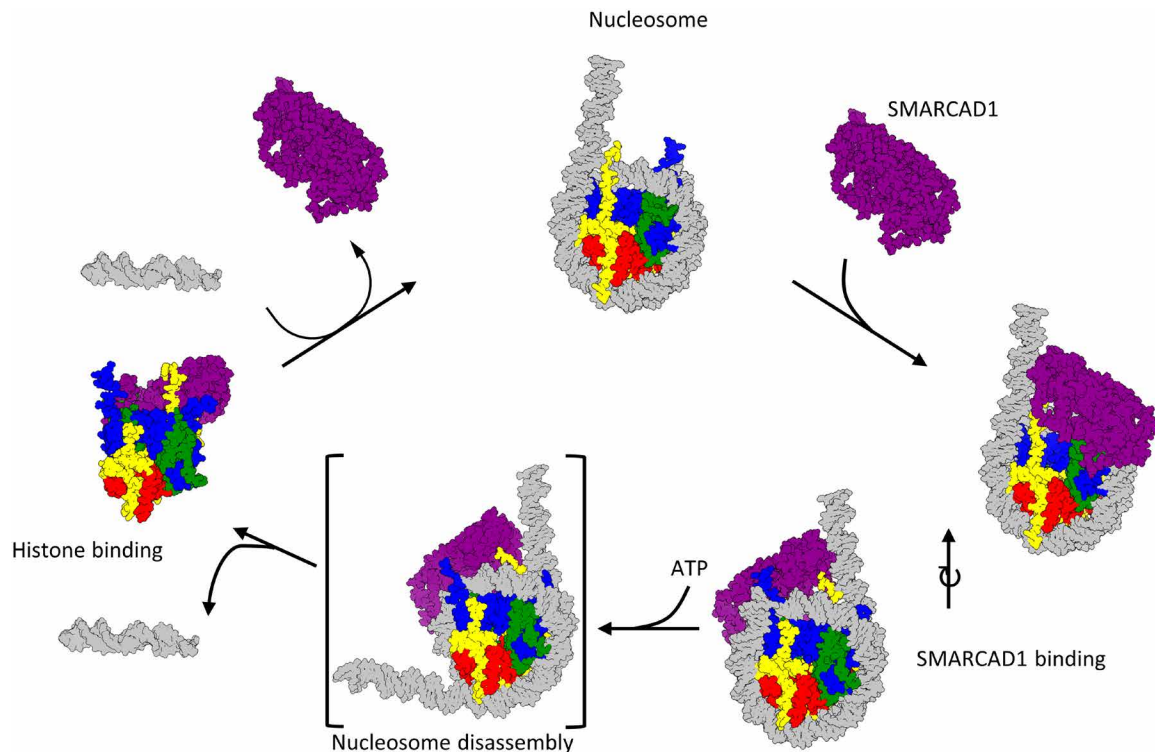 Nucleosome
SMARCAD1
Histone binding
ATP
SMARCAD1 binding
Nucleosome disassembly